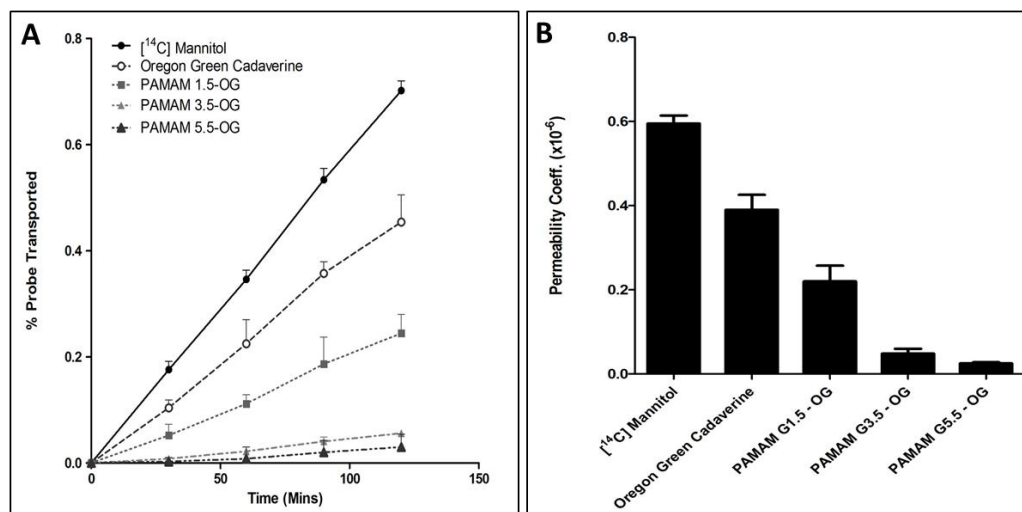 A
[¹⁴C] Mannitol
Oregon Green Cadaverine
PAMAM 1.5-OG
PAMAM 3.5-OG
PAMAM 5.5-OG
% Probe Transported
0.8
0.6
0.4
0.2
0.0
0 50 100 150
Time (Mins)
B
Permeability Coeff. (x10⁻⁶)
0.8
0.6
0.4
0.2
0.0
[¹⁴C] Mannitol
Oregon Green Cadaverine
PAMAM G1.5 - OG
PAMAM G3.5 - OG
PAMAM G5.5 - OG